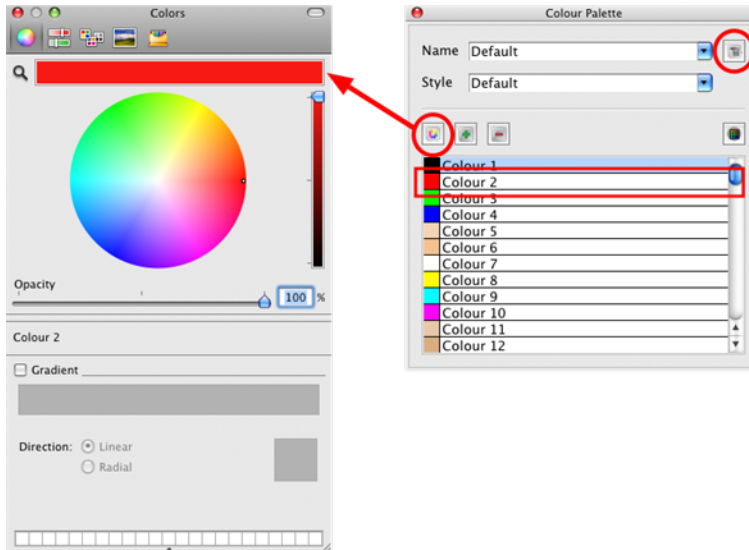 Colors
Opacity
100 %
Colour 2
Gradient
Direction: Linear
Radial
Colour Palette
Name Default
Style Default
Colour 1
Colour 2
Colour 3
Colour 4
Colour 5
Colour 6
Colour 7
Colour 8
Colour 9
Colour 10
Colour 11
Colour 12